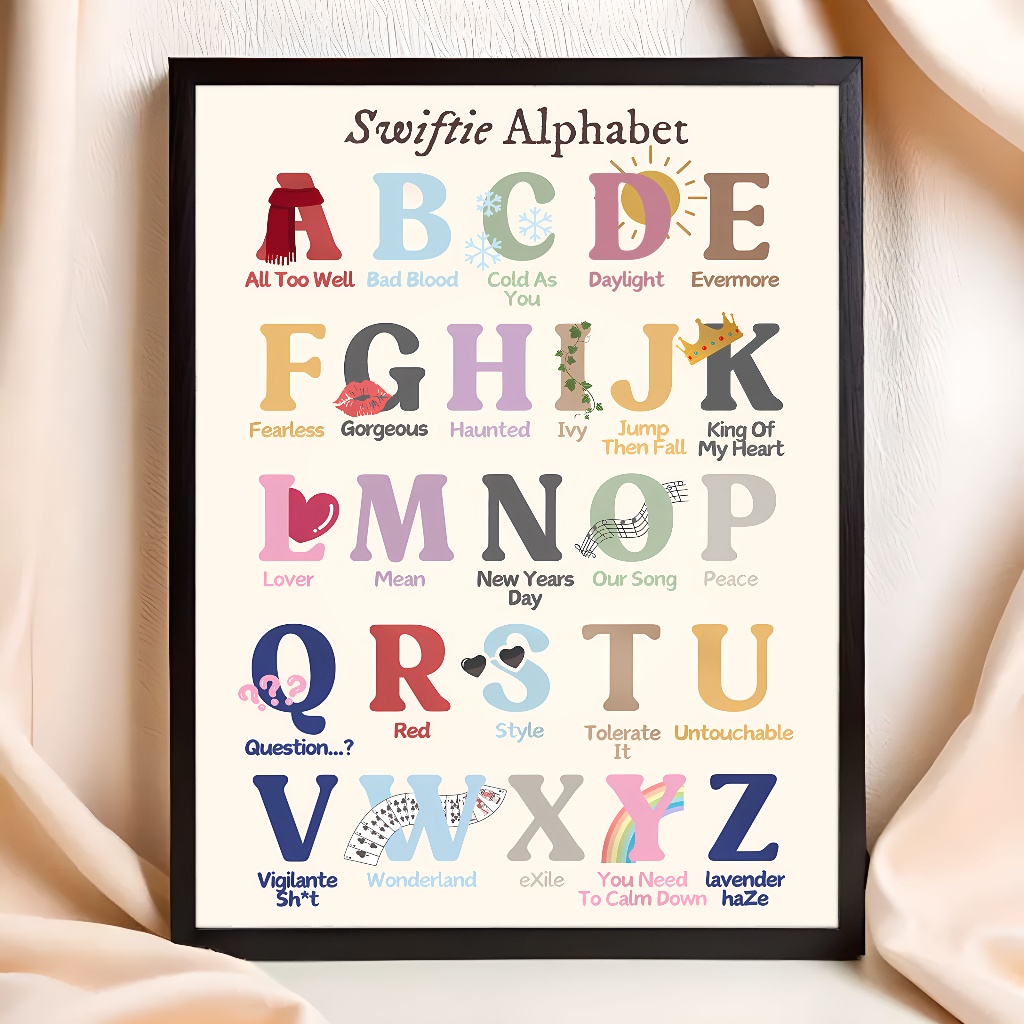 Swiftie Alphabet
A B C D E
All Too Well Bad Blood Cold As Daylight Evermore
You
F G H I J K
Fearless Gorgeous Haunted Ivy Jump King Of
Then Fall My Heart
L M N O P
Lover Mean New Years Our Song Peace
Day
Q R S T U
???
Question...? Red Style Tolerate Untouchable
It
V W X Y Z
Vigilante Wonderland eXile You Need lavender
Sh*t To Calm Down haZe